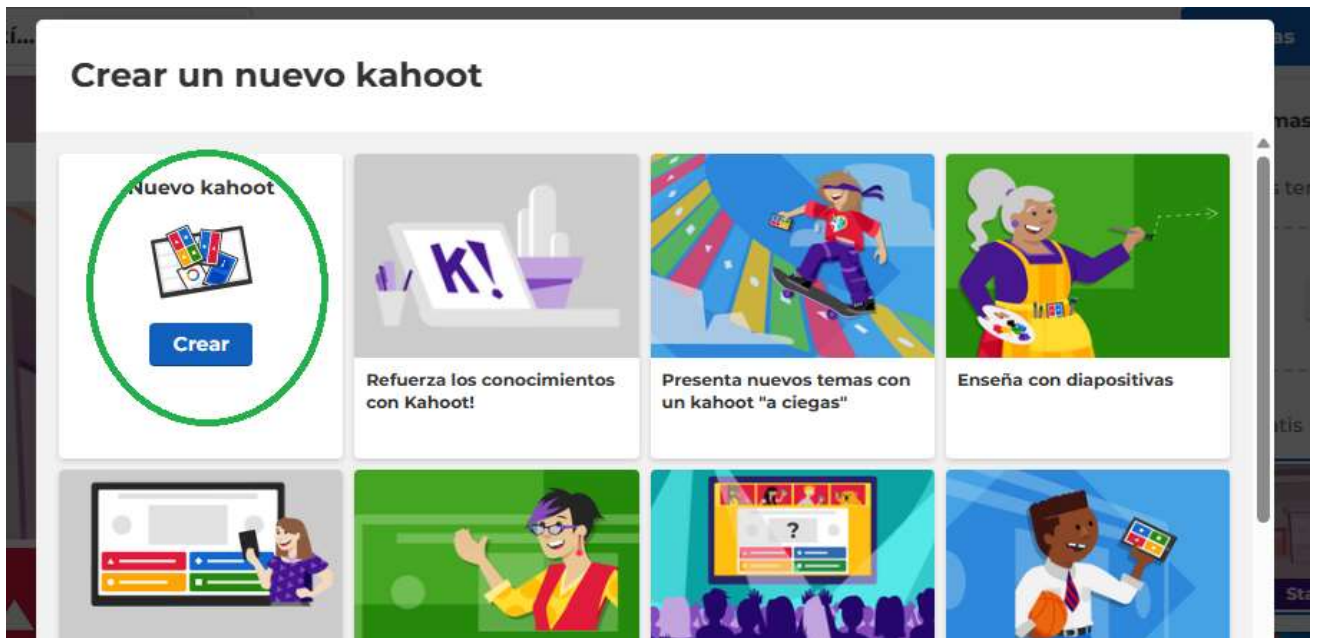 Crear un nuevo kahoot
Nuevo kahoot
Crear
K!
Refuerza los conocimientos
con Kahoot!
Presenta nuevos temas con
un kahoot "a ciegas"
Enseña con diapositivas
?